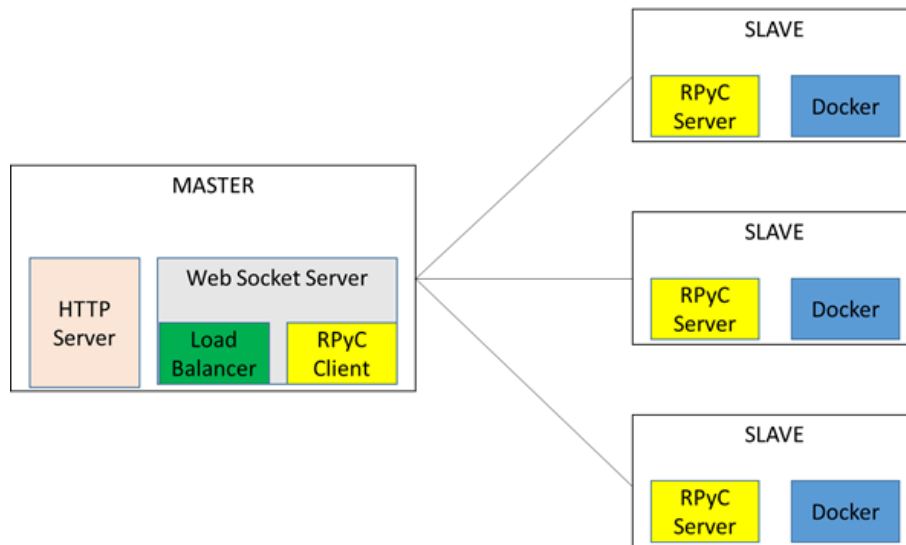 SLAVE
RPyC
Server
Docker
MASTER
HTTP
Server
Web Socket Server
Load
Balancer
RPyC
Client
SLAVE
RPyC
Server
Docker
SLAVE
RPyC
Server
Docker